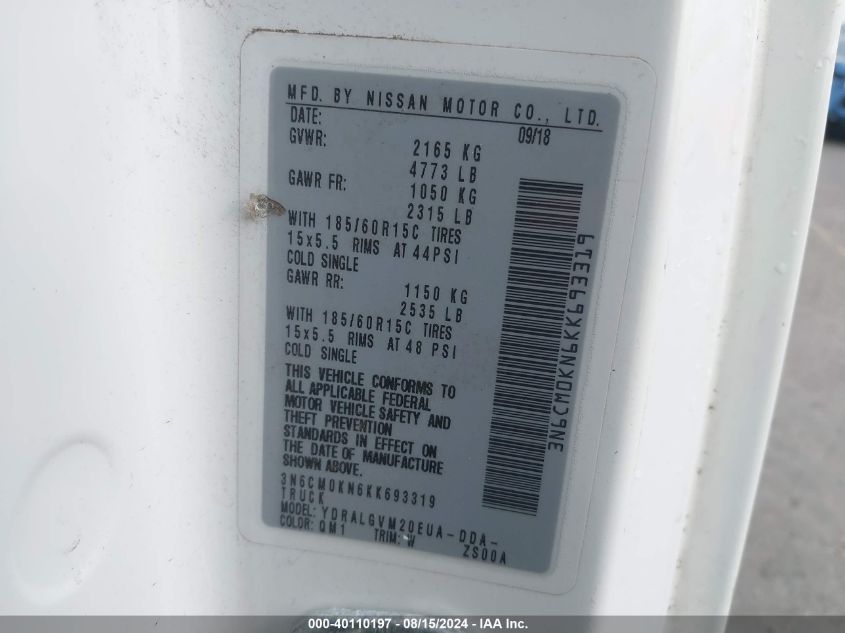 MFD. BY NISSAN MOTOR CO., LTD.
DATE: 09/18
GVWR: 2165 KG
4773 LB
GAWR FR: 1050 KG
2315 LB
WITH 185/60R15C TIRES
15x5.5 RIMS AT 44PSI
COLD SINGLE
GAWR RR: 1150 KG
2535 LB
WITH 185/60R15C TIRES
15x5.5 RIMS AT 48 PSI
COLD SINGLE
THIS VEHICLE CONFORMS TO
ALL APPLICABLE FEDERAL
MOTOR VEHICLE SAFETY AND
THEFT PREVENTION
STANDARDS IN EFFECT ON
THE DATE OF MANUFACTURE
SHOWN ABOVE.
3N6CM0KN6KK693319
TRUCK
MODEL: YDRALGVM20EUA-DDA-
COLOR: QM1 TRIM: W ZS00A
3N6CM0KN6KK693319
000-40110197 - 08/15/2024 - IAA Inc.